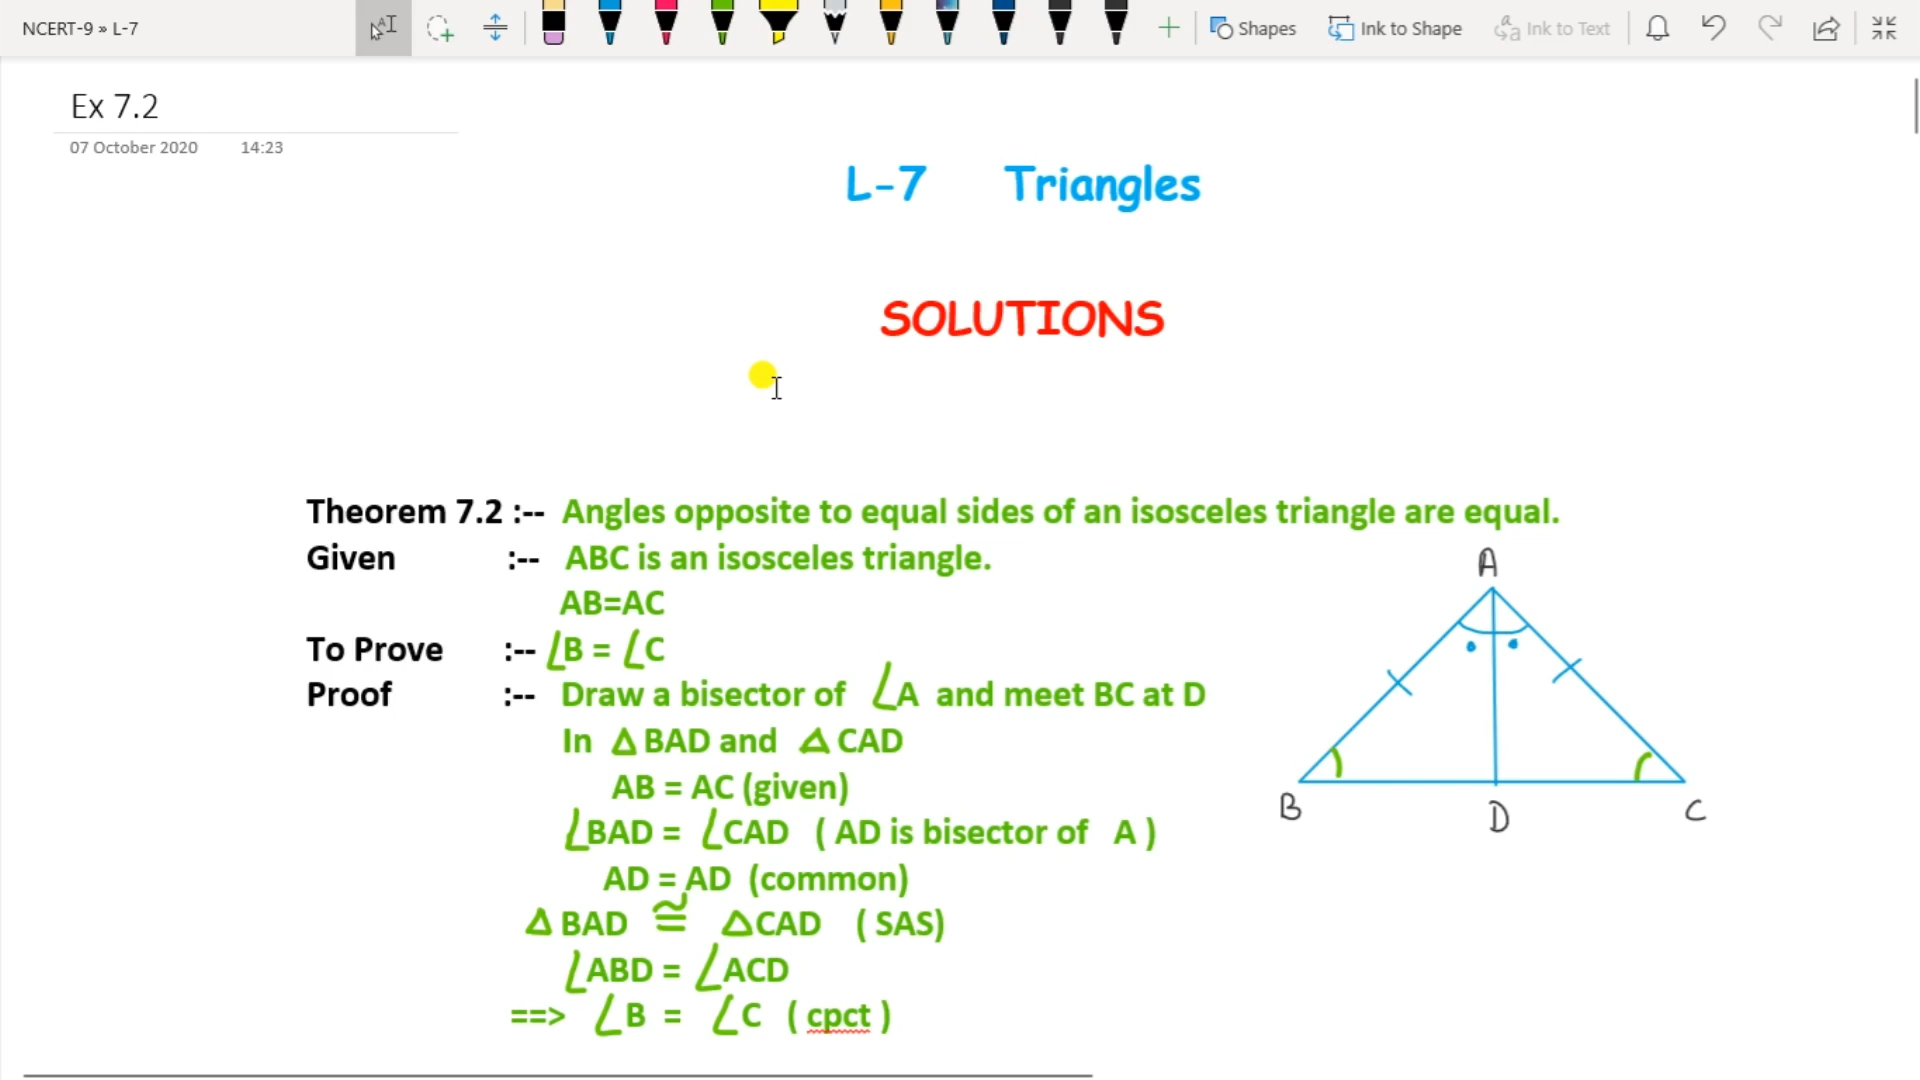 NCERT-9 » L-7
Shapes
Ink to Shape
Ink to Text
Ex 7.2
07 October 2020 14:23
L-7 Triangles
SOLUTIONS
Theorem 7.2 :-- Angles opposite to equal sides of an isosceles triangle are equal.
Given :-- ABC is an isosceles triangle.
AB=AC
To Prove :-- ∠B = ∠C
Proof :-- Draw a bisector of ∠A and meet BC at D
In Δ BAD and Δ CAD
AB = AC (given)
∠BAD = ∠CAD ( AD is bisector of A )
AD = AD (common)
Δ BAD ≅ ΔCAD ( SAS)
∠ABD = ∠ACD
==> ∠B = ∠C ( cpct )
A
B
D
C